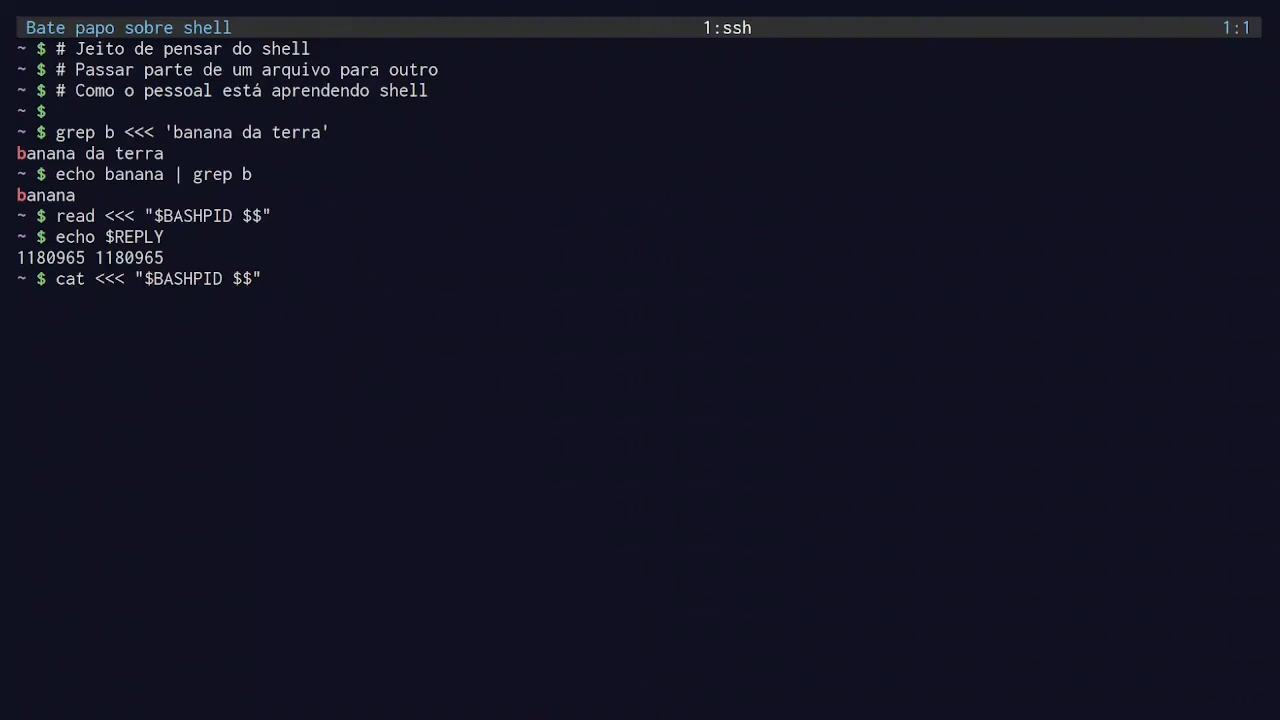 Bate papo sobre shell 1:ssh 1:1
~ $ # Jeito de pensar do shell
~ $ # Passar parte de um arquivo para outro
~ $ # Como o pessoal está aprendendo shell
~ $
~ $ grep b <<< 'banana da terra'
banana da terra
~ $ echo banana | grep b
banana
~ $ read <<< "$BASHPID $$"
~ $ echo $REPLY
1180965 1180965
~ $ cat <<< "$BASHPID $$"